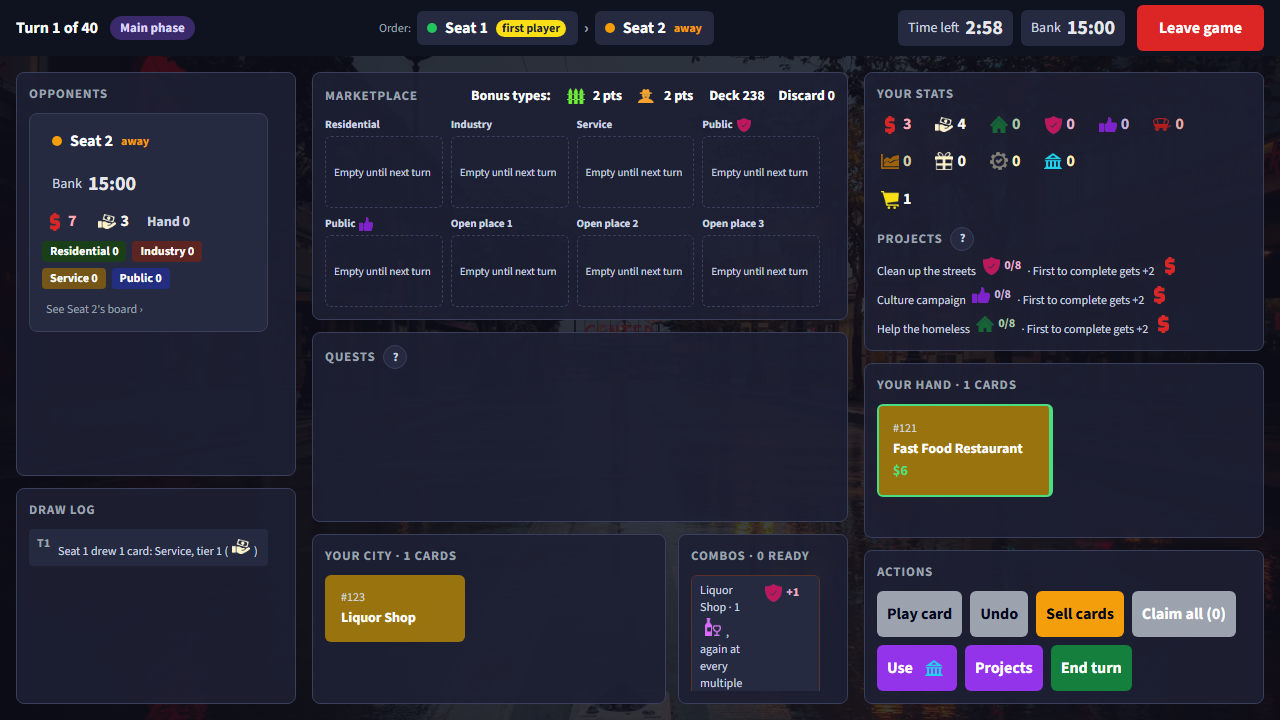 Turn 1 of 40 Main phase
Order: Seat 1 first player › Seat 2 away
Time left 2:58 Bank 15:00 Leave game
OPPONENTS
Seat 2 away
Bank 15:00
7 3 Hand 0
Residential 0 Industry 0
Service 0 Public 0
See Seat 2's board ›
DRAW LOG
T1 Seat 1 drew 1 card: Service, tier 1 ( )
MARKETPLACE Bonus types: 2 pts 2 pts Deck 238 Discard 0
Residential Industry Service Public
Empty until next turn Empty until next turn Empty until next turn Empty until next turn
Public Open place 1 Open place 2 Open place 3
Empty until next turn Empty until next turn Empty until next turn Empty until next turn
QUESTS ?
YOUR CITY · 1 CARDS
#123
Liquor Shop
COMBOS · 0 READY
Liquor +1
Shop · 1
,
again at
every
multiple
YOUR STATS
$ 3 4 0 0 0 0
0 0 0 0
1
PROJECTS ?
Clean up the streets 0/8 · First to complete gets +2 $
Culture campaign 0/8 · First to complete gets +2 $
Help the homeless 0/8 · First to complete gets +2 $
YOUR HAND · 1 CARDS
#121
Fast Food Restaurant
$6
ACTIONS
Play card Undo Sell cards Claim all (0)
Use Projects End turn